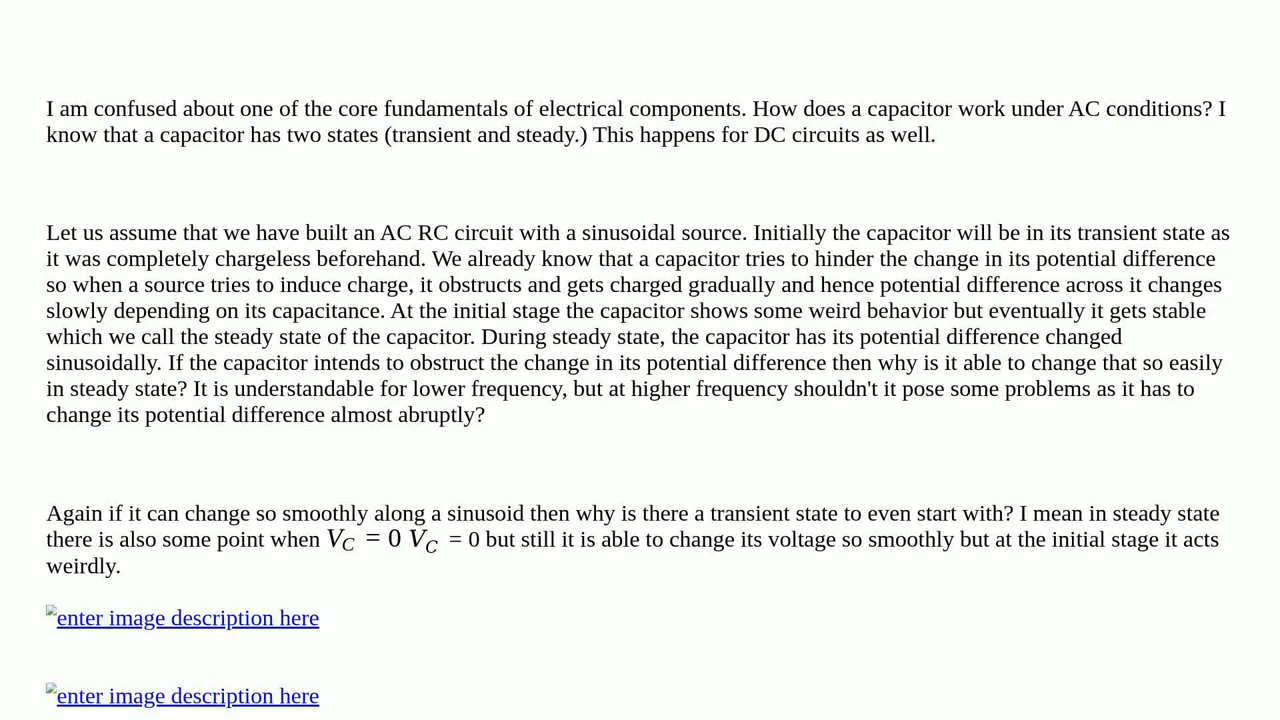 I am confused about one of the core fundamentals of electrical components. How does a capacitor work under AC conditions? I
know that a capacitor has two states (transient and steady.) This happens for DC circuits as well.
Let us assume that we have built an AC RC circuit with a sinusoidal source. Initially the capacitor will be in its transient state as
it was completely chargeless beforehand. We already know that a capacitor tries to hinder the change in its potential difference
so when a source tries to induce charge, it obstructs and gets charged gradually and hence potential difference across it changes
slowly depending on its capacitance. At the initial stage the capacitor shows some weird behavior but eventually it gets stable
which we call the steady state of the capacitor. During steady state, the capacitor has its potential difference changed
sinusoidally. If the capacitor intends to obstruct the change in its potential difference then why is it able to change that so easily
in steady state? It is understandable for lower frequency, but at higher frequency shouldn't it pose some problems as it has to
change its potential difference almost abruptly?
Again if it can change so smoothly along a sinusoid then why is there a transient state to even start with? I mean in steady state
there is also some point when V_C = 0 V_C = 0 but still it is able to change its voltage so smoothly but at the initial stage it acts
weirdly.
enter image description here
enter image description here